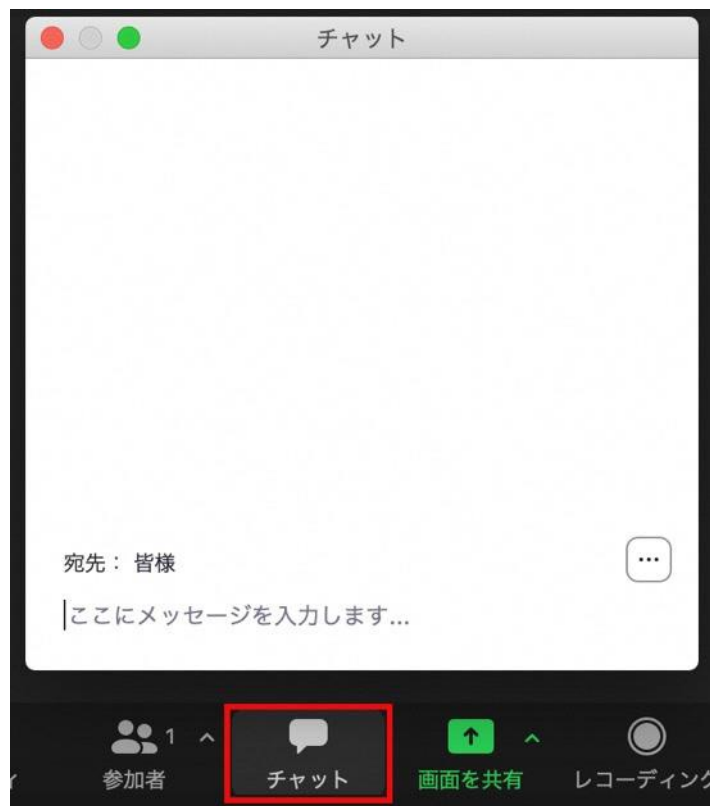 チャット
宛先： 皆様
...
ここにメッセージを入力します...
1
参加者
チャット
画面を共有
レコーディング